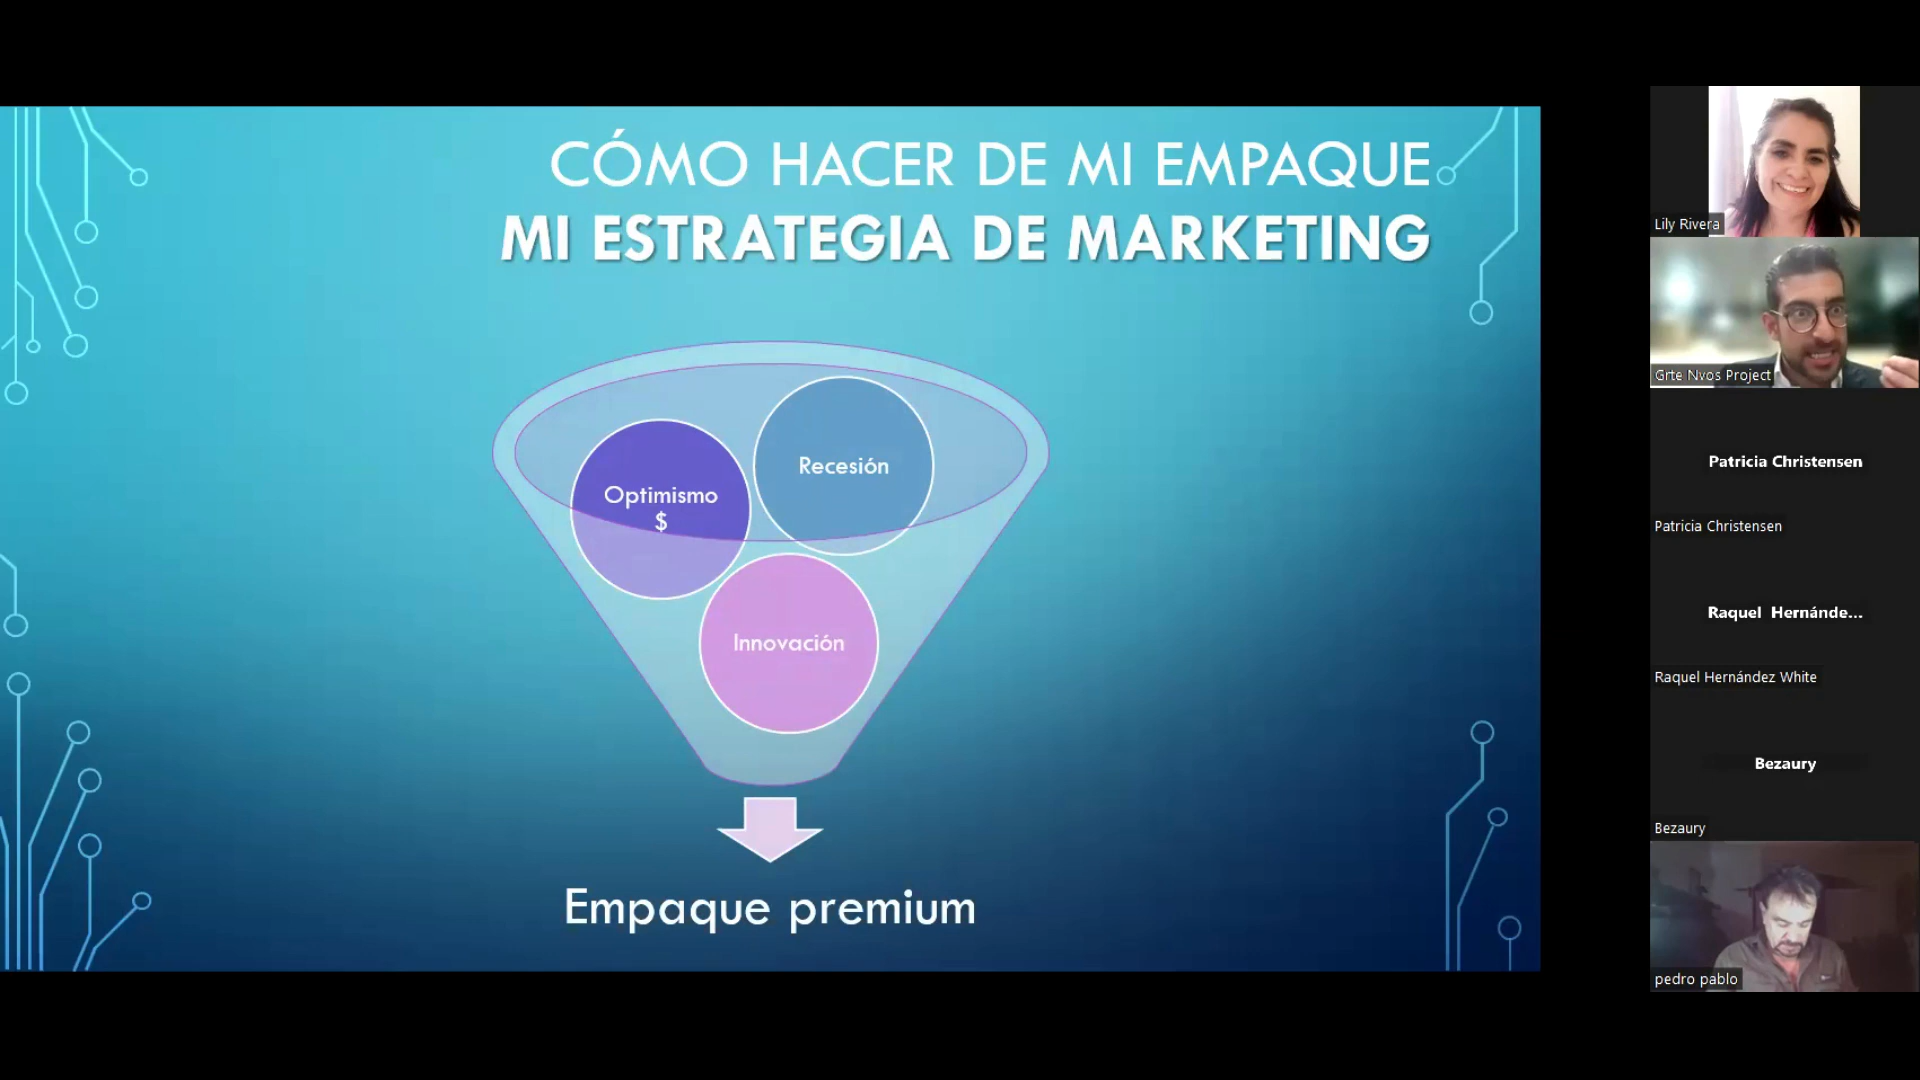 CÓMO HACER DE MI EMPAQUE
MI ESTRATEGIA DE MARKETING
Recesión
Optimismo
$
Innovación
Empaque premium
Lily Rivera
Grte Nvos Project
Patricia Christensen
Patricia Christensen
Raquel Hernánde...
Raquel Hernández White
Bezaury
Bezaury
pedro pablo